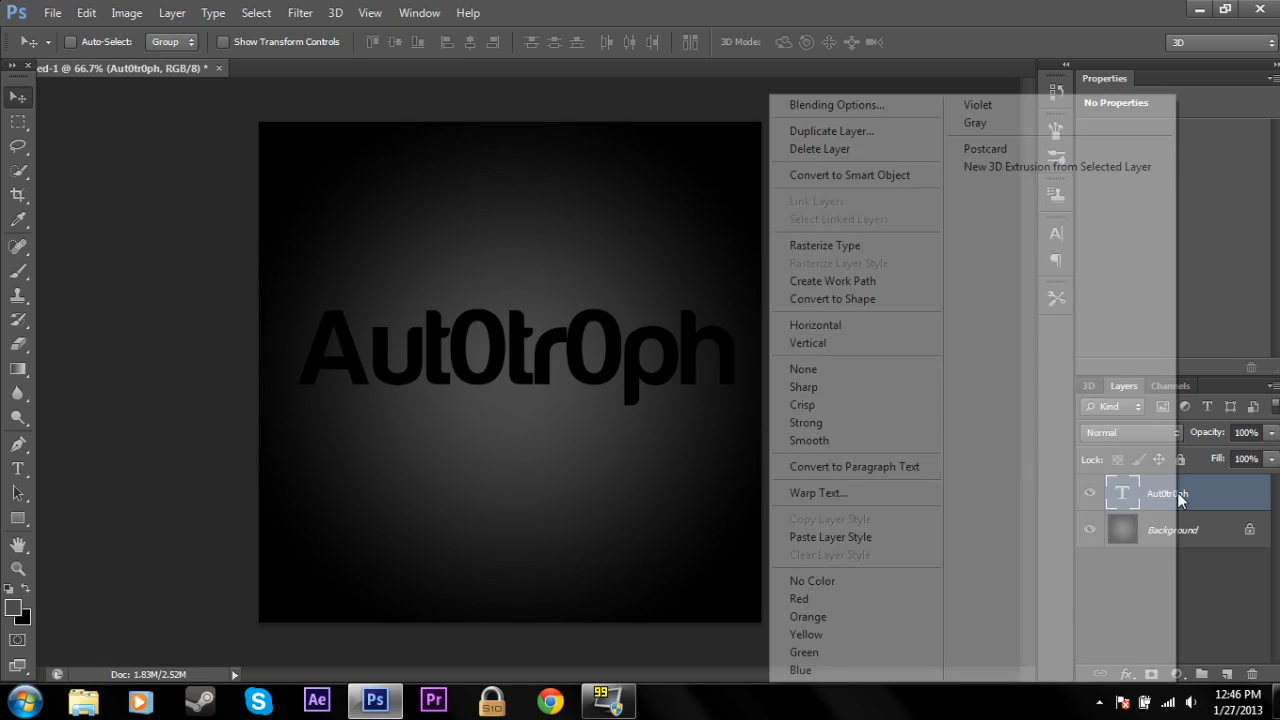 Ps File Edit Image Layer Type Select Filter 3D View Window Help
Auto-Select: Group Show Transform Controls 3D Mode: 3D
ed-1 @ 66.7% (Aut0tr0ph, RGB/8) * ×
Properties
No Properties
Aut0tr0ph
Blending Options...
Duplicate Layer...
Delete Layer
Convert to Smart Object
Link Layers
Select Linked Layers
Rasterize Type
Rasterize Layer Style
Create Work Path
Convert to Shape
Horizontal
Vertical
None
Sharp
Crisp
Strong
Smooth
Convert to Paragraph Text
Warp Text...
Copy Layer Style
Paste Layer Style
Clear Layer Style
No Color
Red
Orange
Yellow
Green
Blue
Violet
Gray
Postcard
New 3D Extrusion from Selected Layer
3D Layers Channels
Kind
Normal Opacity: 100%
Lock: Fill: 100%
Aut0tr0ph
Background
Doc: 1.83M/2.52M
Ae Ps Pr S10 99
12:46 PM
1/27/2013